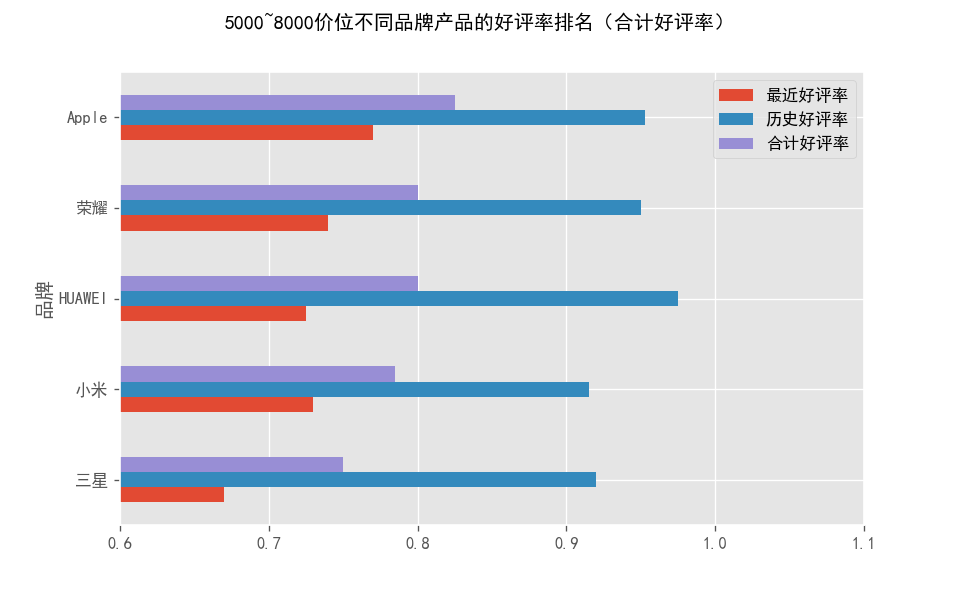 5000~8000价位不同品牌产品的好评率排名（合计好评率）
最近好评率
历史好评率
合计好评率
品牌
Apple
荣耀
HUAWEI
小米
三星
0.6 0.7 0.8 0.9 1.0 1.1